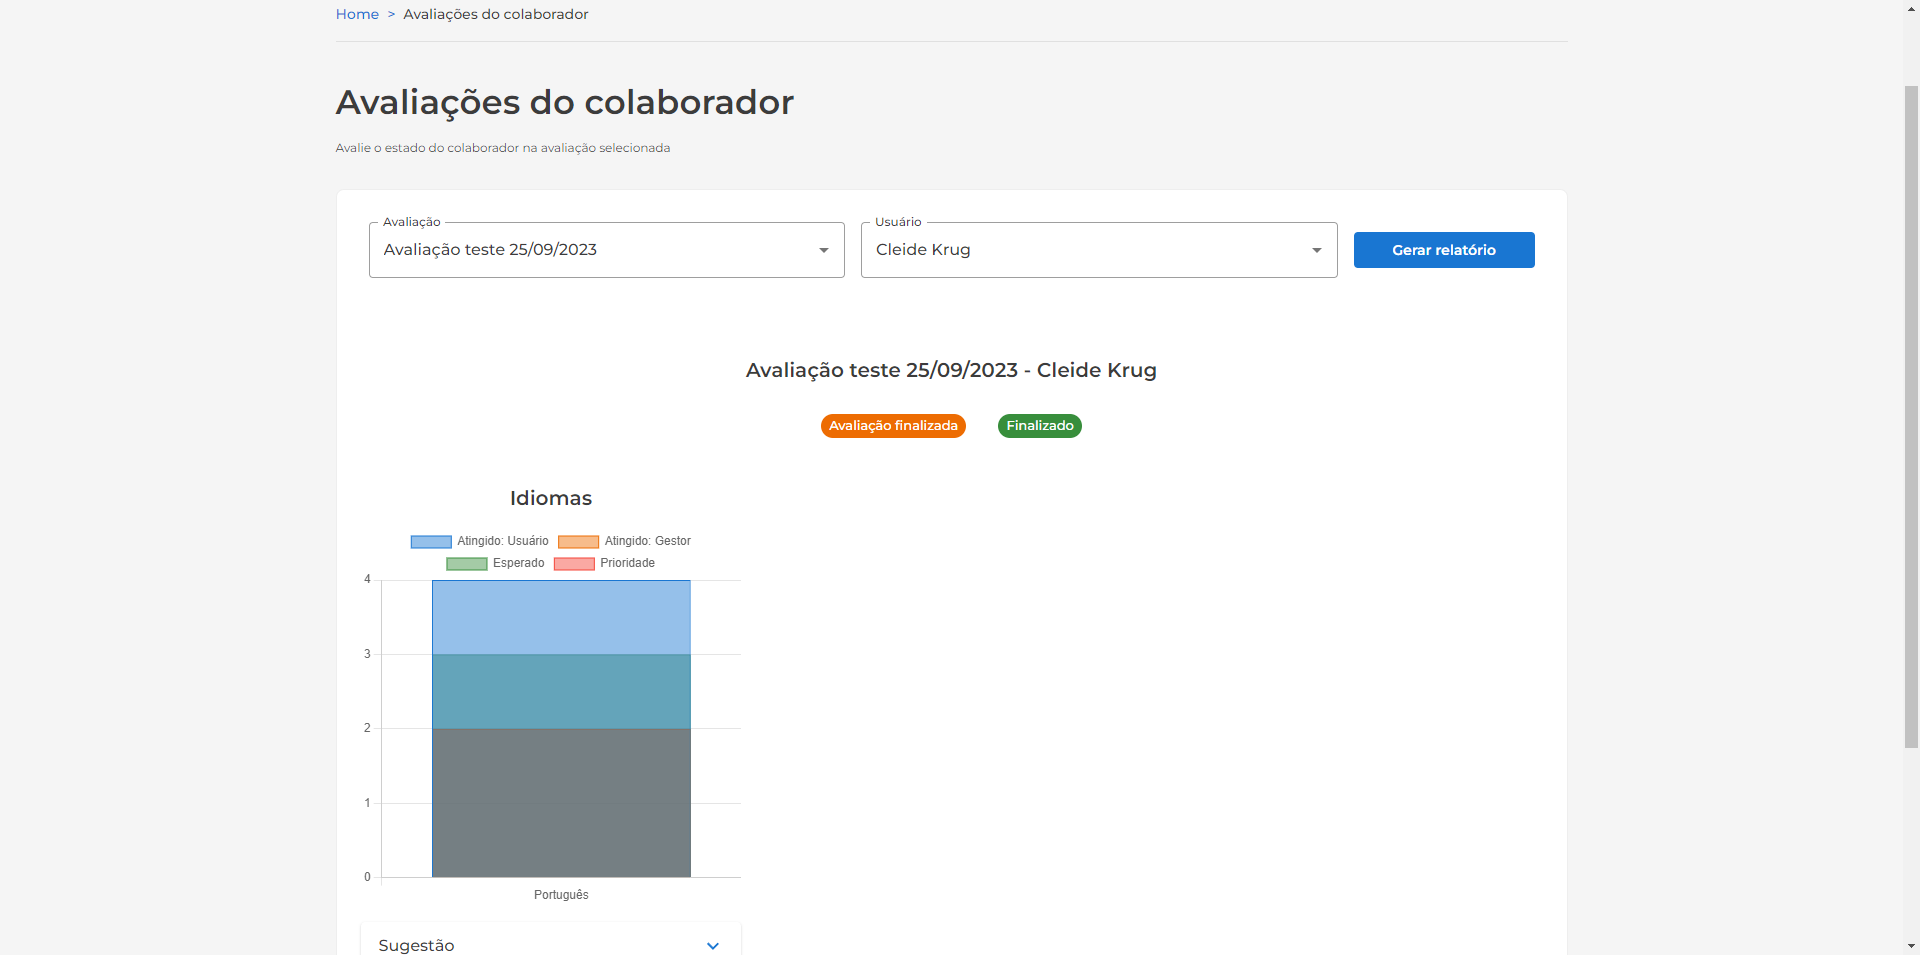 Home > Avaliações do colaborador
Avaliações do colaborador
Avalie o estado do colaborador na avaliação selecionada
Avaliação
Avaliação teste 25/09/2023
Usuário
Cleide Krug
Gerar relatório
Avaliação teste 25/09/2023 - Cleide Krug
Avaliação finalizada
Finalizado
Idiomas
Atingido: Usuário
Atingido: Gestor
Esperado
Prioridade
4
3
2
1
0
Português
Sugestão